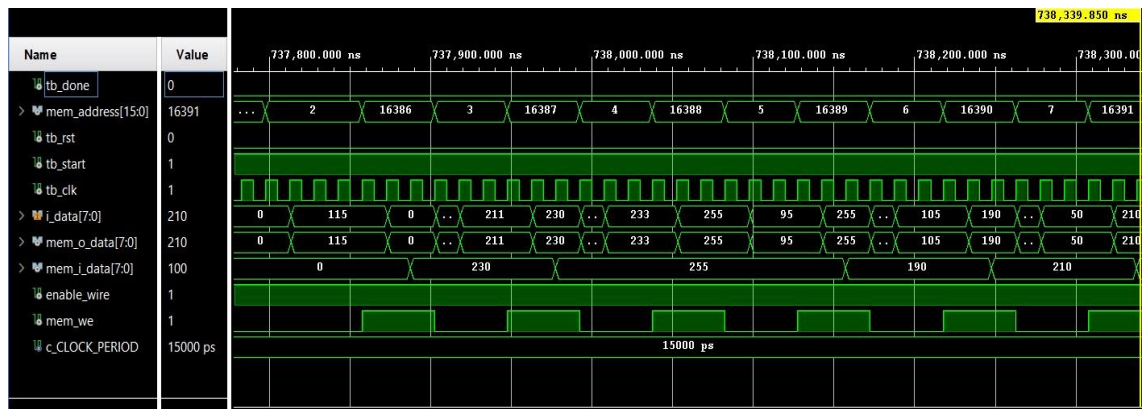 738,339.850 ns
Name Value
737,800.000 ns 737,900.000 ns 738,000.000 ns 738,100.000 ns 738,200.000 ns 738,300.00
tb_done 0
mem_address[15:0] 16391 ... 2 16386 3 16387 4 16388 5 16389 6 16390 7 16391
tb_rst 0
tb_start 1
tb_clk 1
i_data[7:0] 210 0 115 0 .. 211 230 .. 233 255 95 255 .. 105 190 .. 50 210
mem_o_data[7:0] 210 0 115 0 .. 211 230 .. 233 255 95 255 .. 105 190 .. 50 210
mem_i_data[7:0] 100 0 230 255 190 210
enable_wire 1
mem_we 1
c_CLOCK_PERIOD 15000 ps 15000 ps